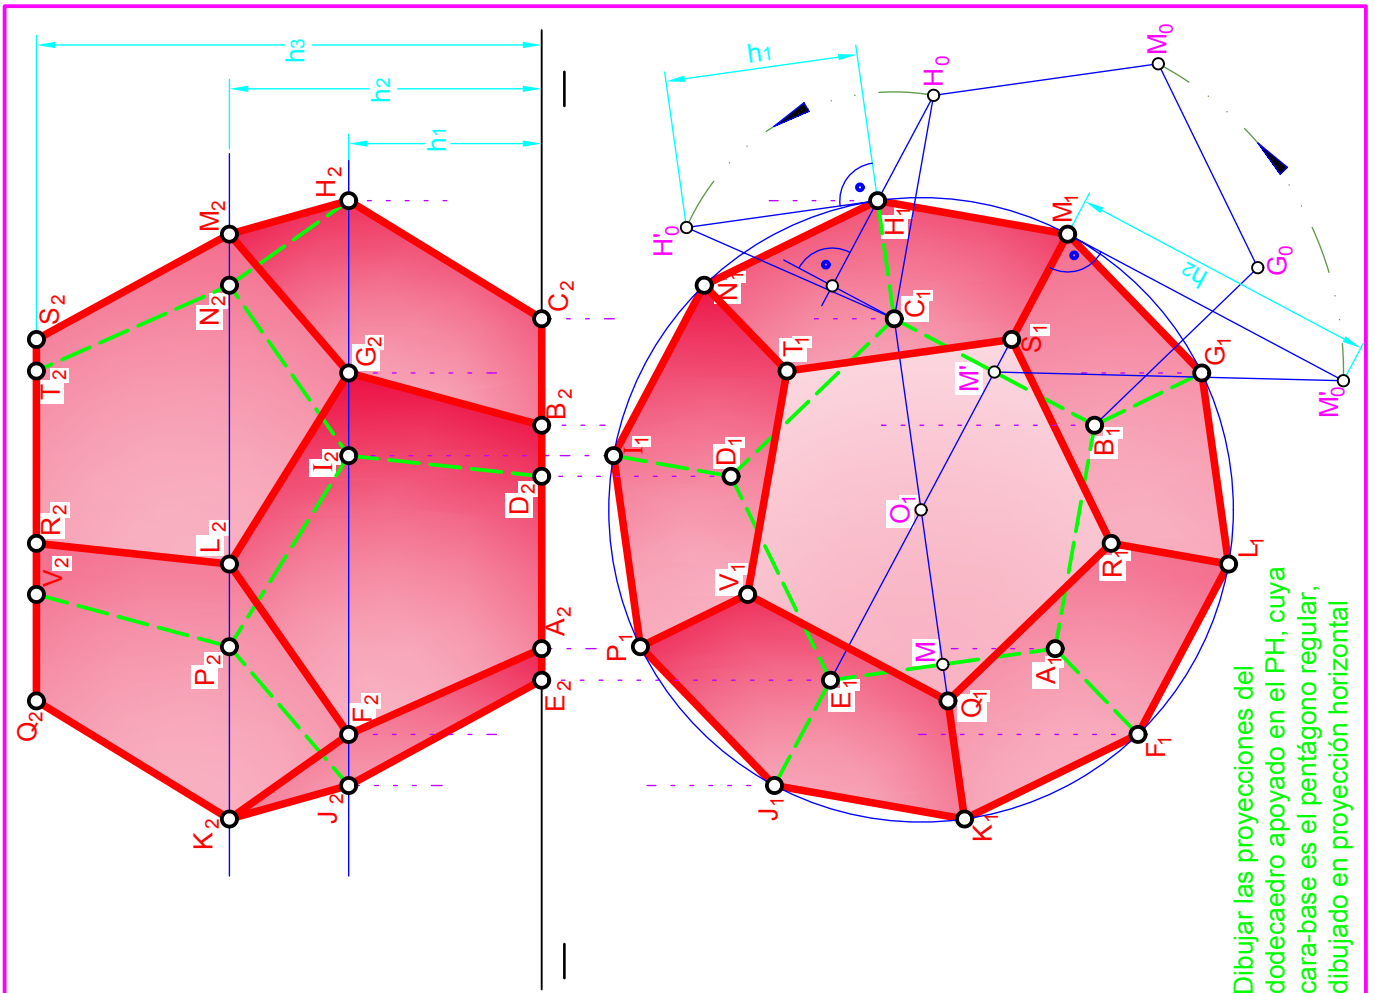 h3
h2
h1
S2
T2
R2
V2
Q2
M2
N2
L2
P2
K2
H2
G2
I2
F2
J2
C2
B2
D2
A2
E2
h1
H0
M0
H'0
H1
M1
G0
h2
N1
C1
S1
G1
T1
M'
M'0
I1
D1
B1
O1
V1
R1
L1
P1
M
A1
E1
Q1
F1
J1
K1
Dibujar las proyecciones del
dodecaedro apoyado en el PH, cuya
cara-base es el pentágono regular,
dibujado en proyección horizontal